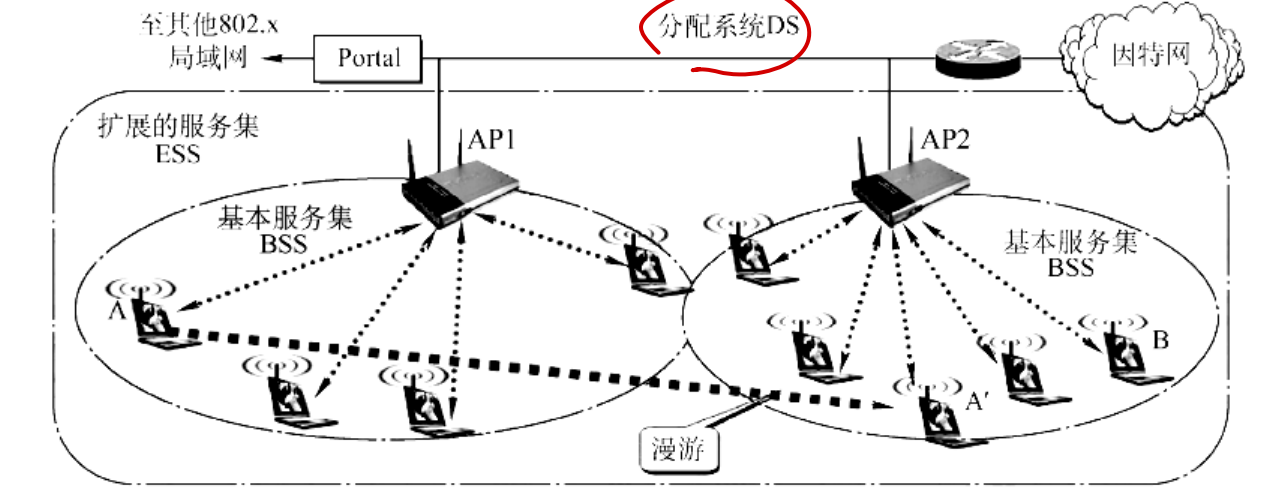 至其他802.x
局域网
Portal
分配系统DS
因特网
扩展的服务集
ESS
AP1
AP2
基本服务集
BSS
基本服务集
BSS
A
B
A′
漫游